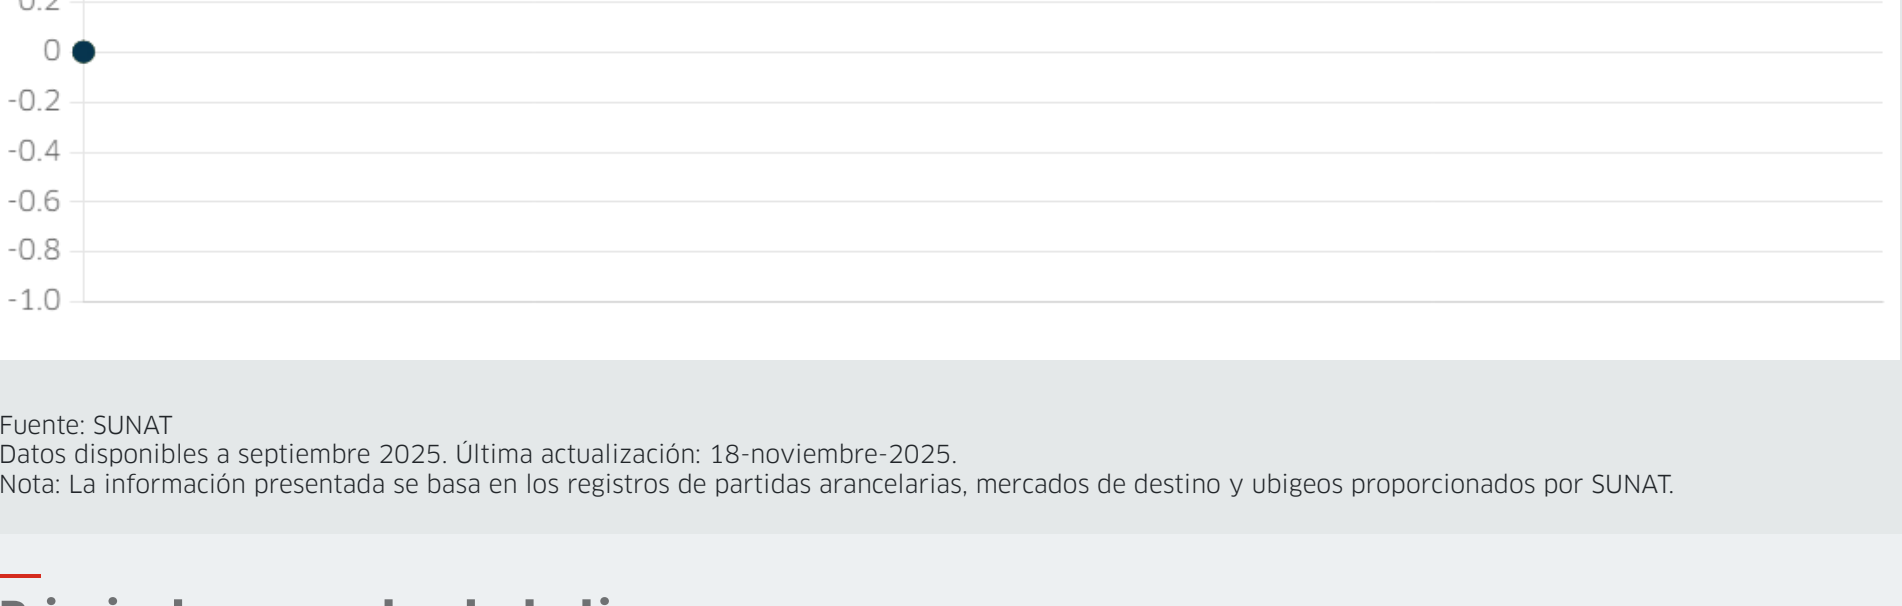 0.2
0
-0.2
-0.4
-0.6
-0.8
-1.0
Fuente: SUNAT
Datos disponibles a septiembre 2025. Última actualización: 18-noviembre-2025.
Nota: La información presentada se basa en los registros de partidas arancelarias, mercados de destino y ubigeos proporcionados por SUNAT.